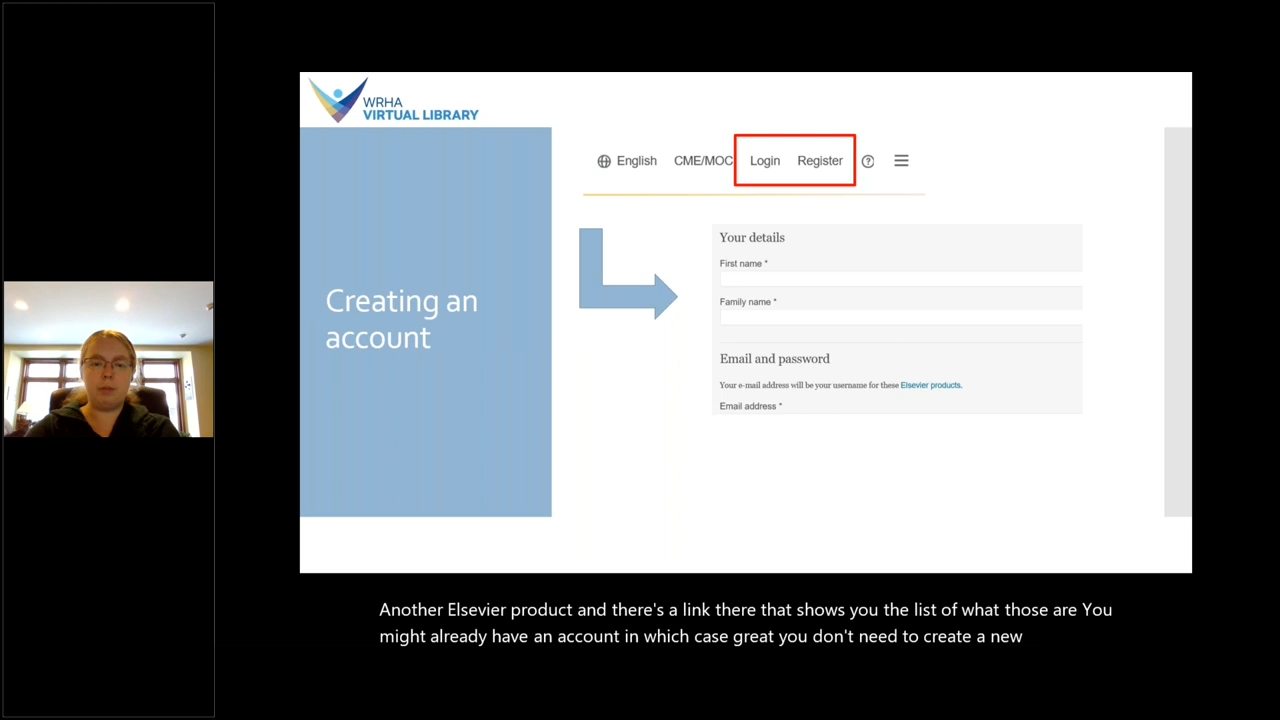 WRHA
VIRTUAL LIBRARY
English CME/MOC Login Register
Creating an
account
Your details
First name *
Family name *
Email and password
Your e-mail address will be your username for these Elsevier products.
Email address *
Another Elsevier product and there's a link there that shows you the list of what those are You
might already have an account in which case great you don't need to create a new